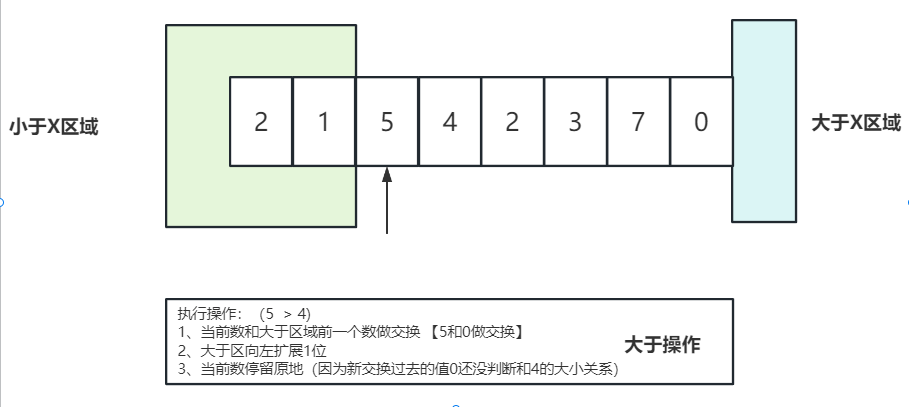 小于X区域
2 1 5 4 2 3 7 0
大于X区域
执行操作：（5 > 4）
1、当前数和大于区域前一个数做交换 【5和0做交换】
2、大于区向左扩展1位
大于操作
3、当前数停留原地（因为新交换过去的值0还没判断和4的大小关系）